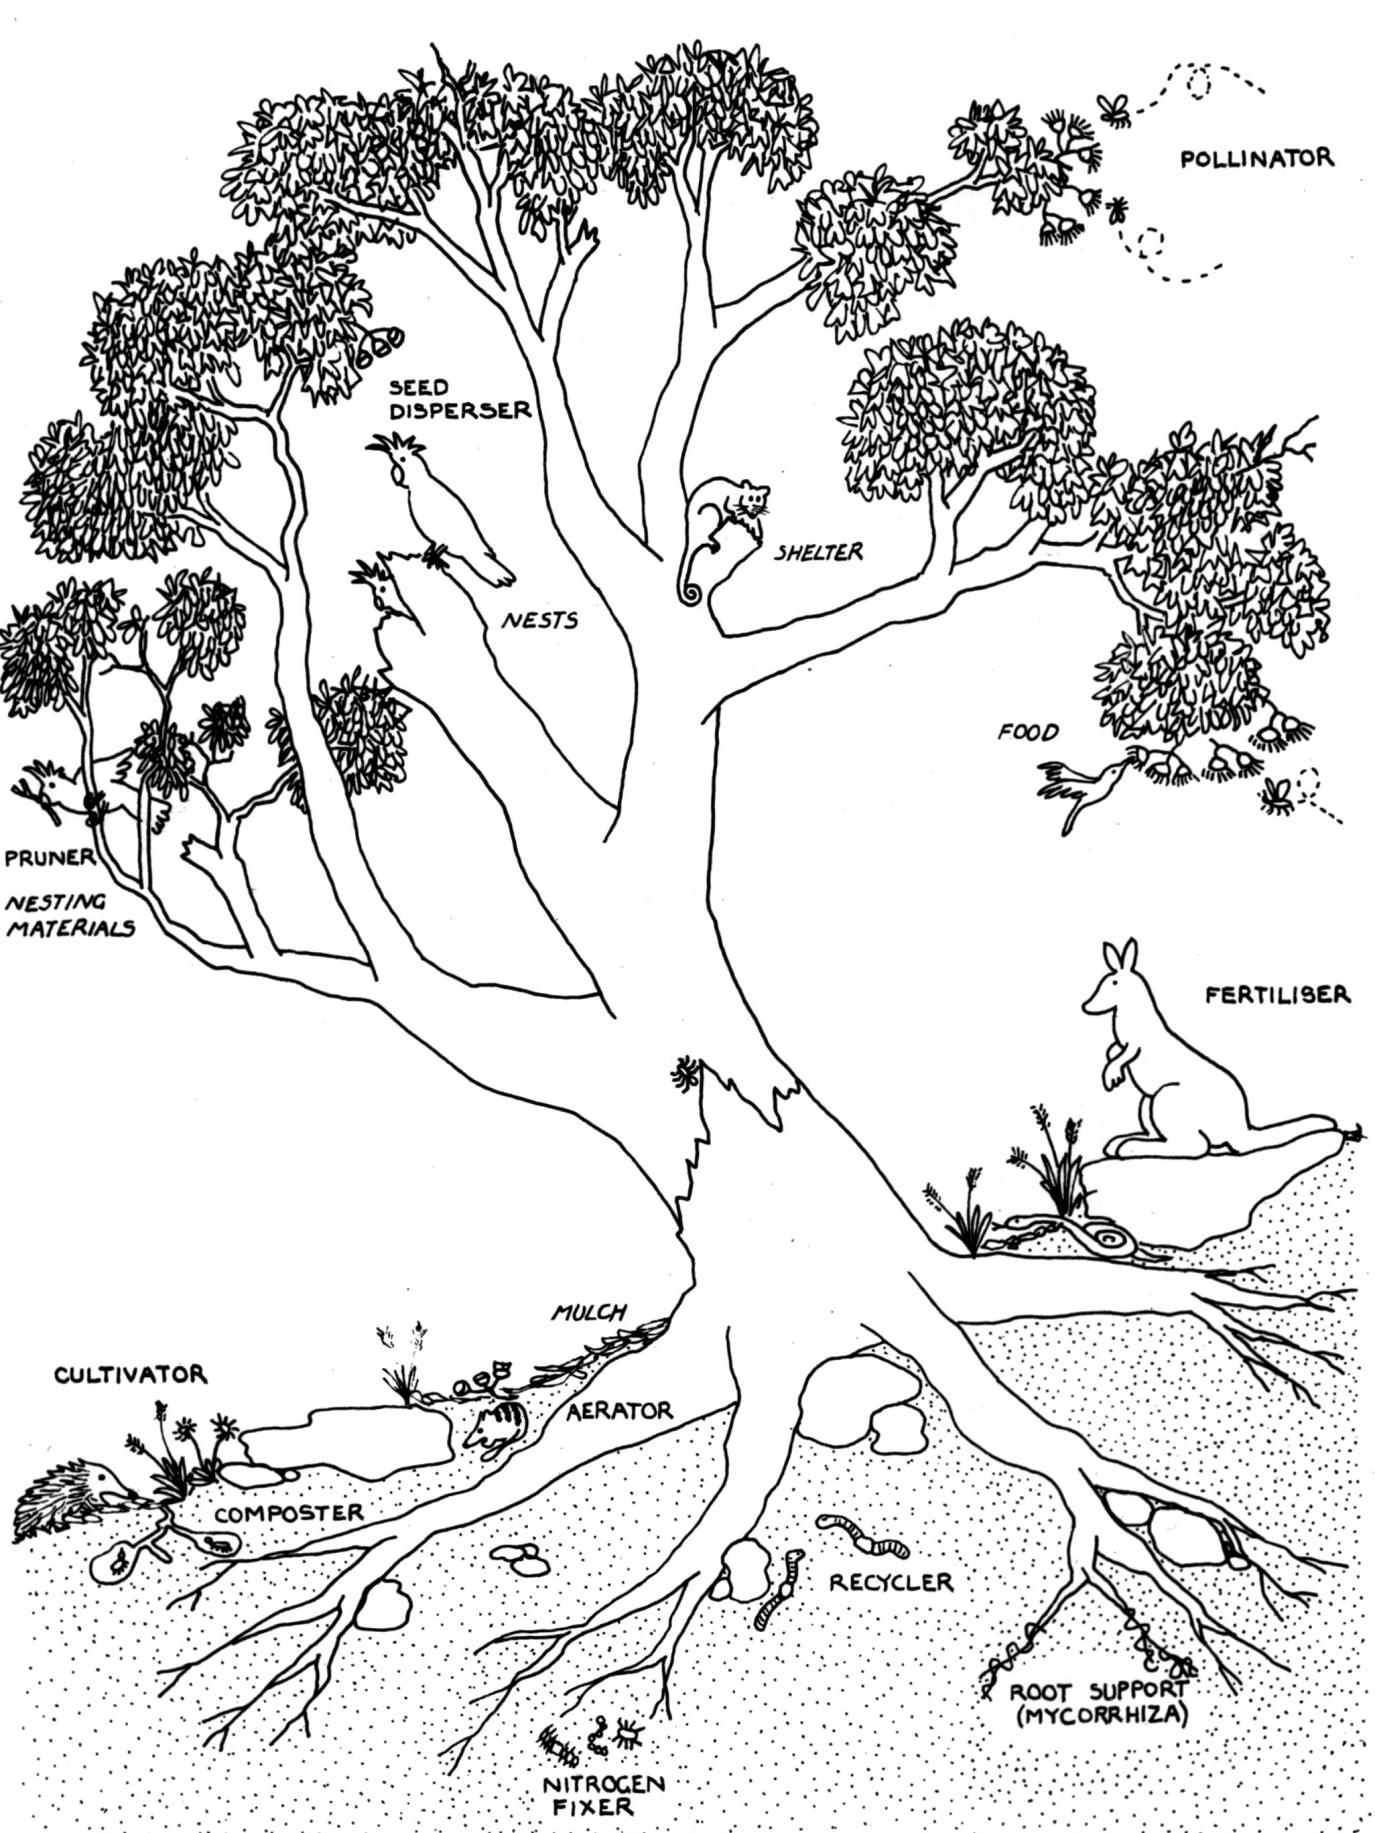 POLLINATOR
SEED
DISPERSER
SHELTER
NESTS
FOOD
PRUNER
NESTING
MATERIALS
FERTILISER
MULCH
CULTIVATOR
AERATOR
COMPOSTER
RECYCLER
ROOT SUPPORT
(MYCORRHIZA)
NITROGEN
FIXER